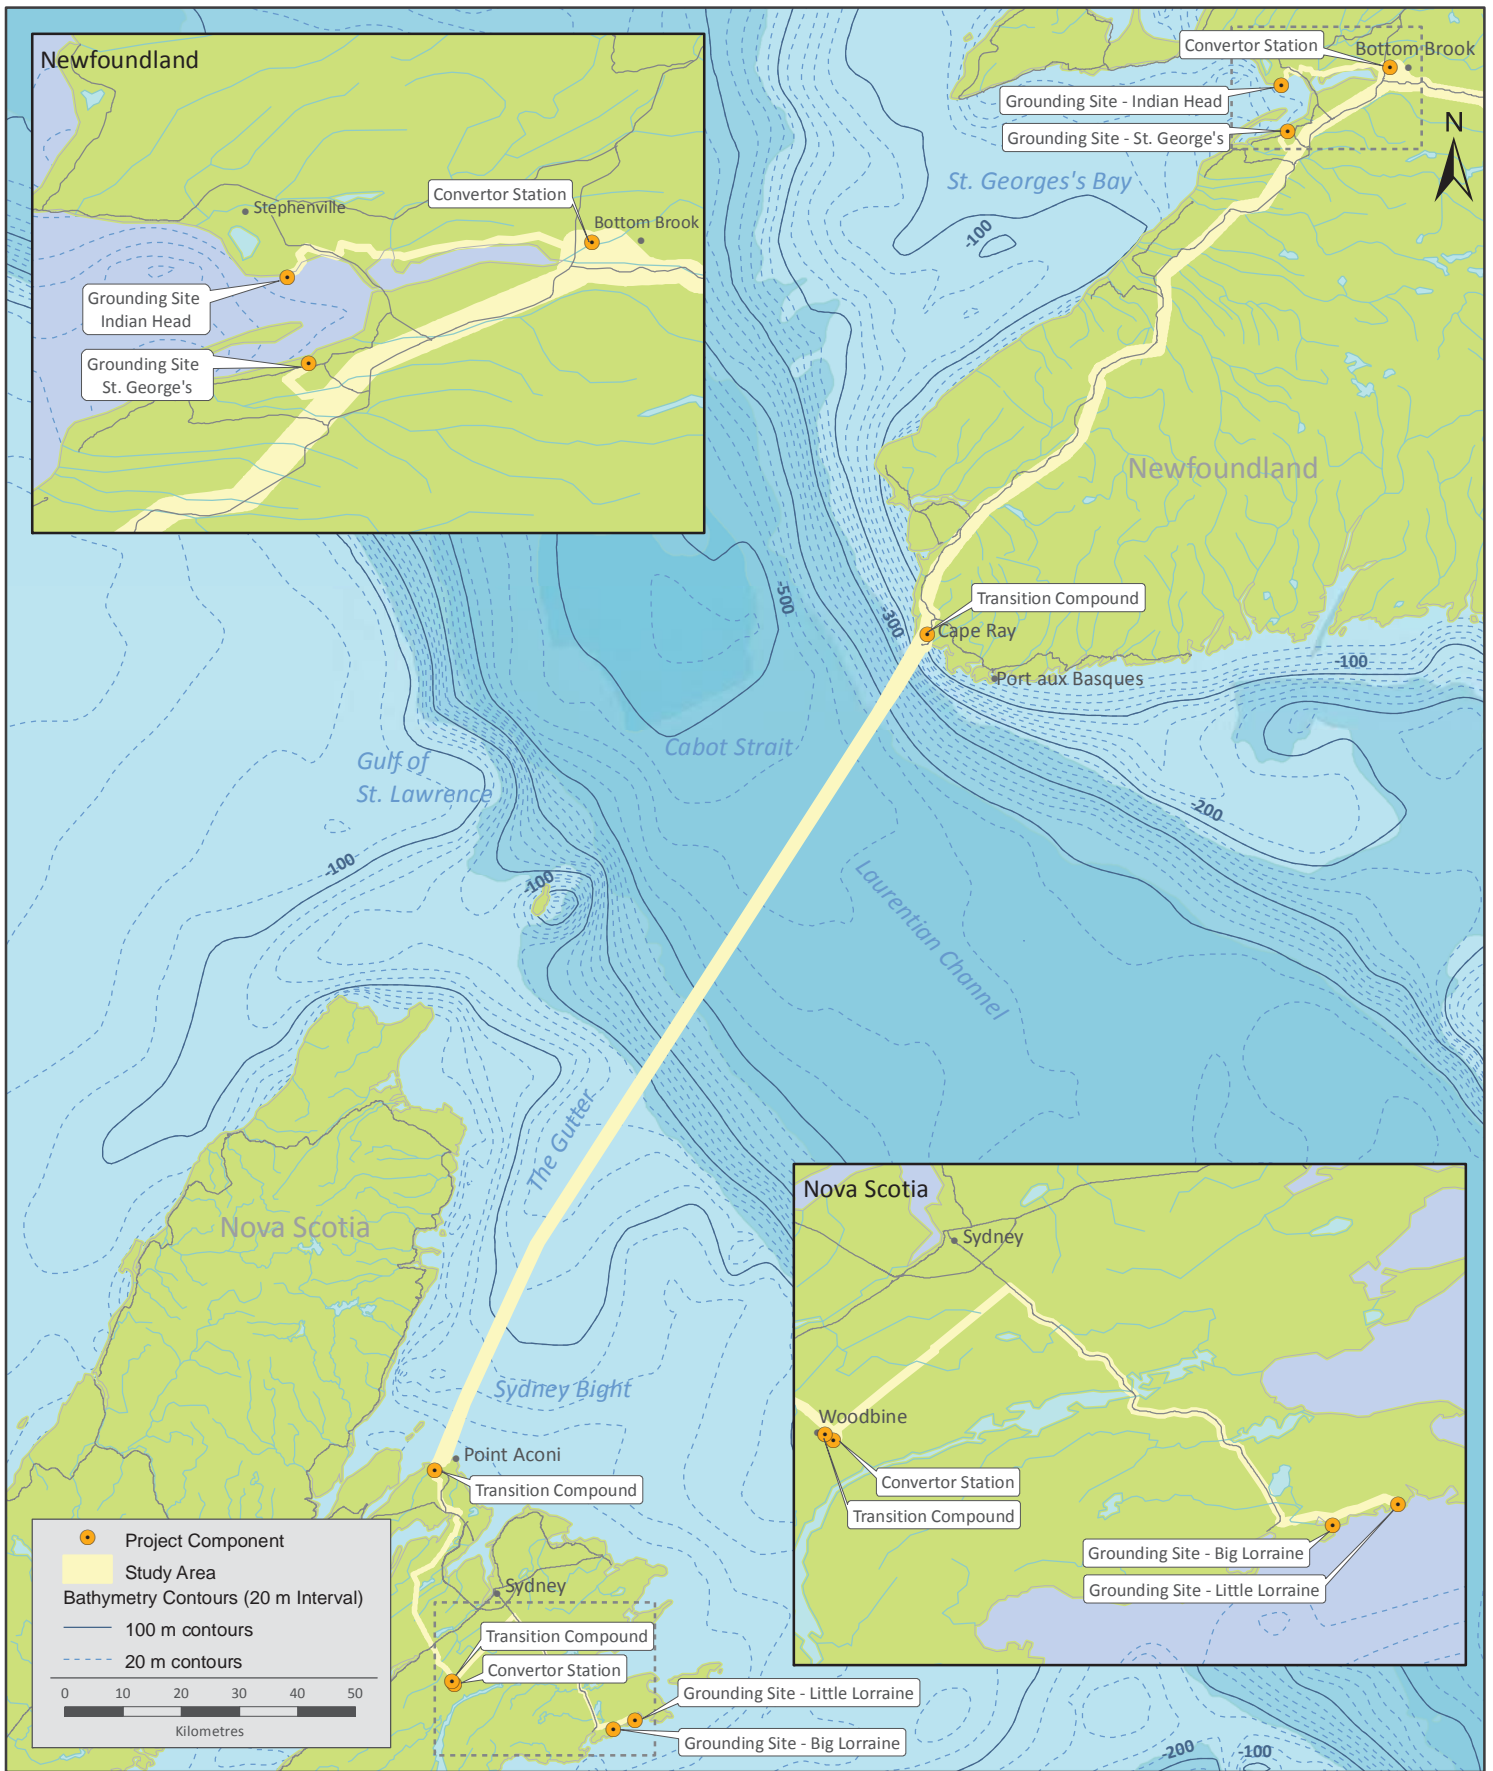 Newfoundland
Stephenville
Convertor Station
Bottom Brook
Grounding Site
Indian Head
Grounding Site
St. George's
Convertor Station
Bottom Brook
Grounding Site - Indian Head
Grounding Site - St. George's
N
St. Georges's Bay
-100
Newfoundland
-500
-300
Transition Compound
Cape Ray
Port aux Basques
-100
Cabot Strait
Gulf of
St. Lawrence
-200
-100
-100
Laurentian Channel
The Gutter
Nova Scotia
Sydney Bight
Point Aconi
Transition Compound
Sydney
Transition Compound
Convertor Station
Grounding Site - Little Lorraine
Grounding Site - Big Lorraine
-200
-100
Nova Scotia
Sydney
Woodbine
Convertor Station
Transition Compound
Grounding Site - Big Lorraine
Grounding Site - Little Lorraine
Project Component
Study Area
Bathymetry Contours (20 m Interval)
100 m contours
20 m contours
0 10 20 30 40 50
Kilometres